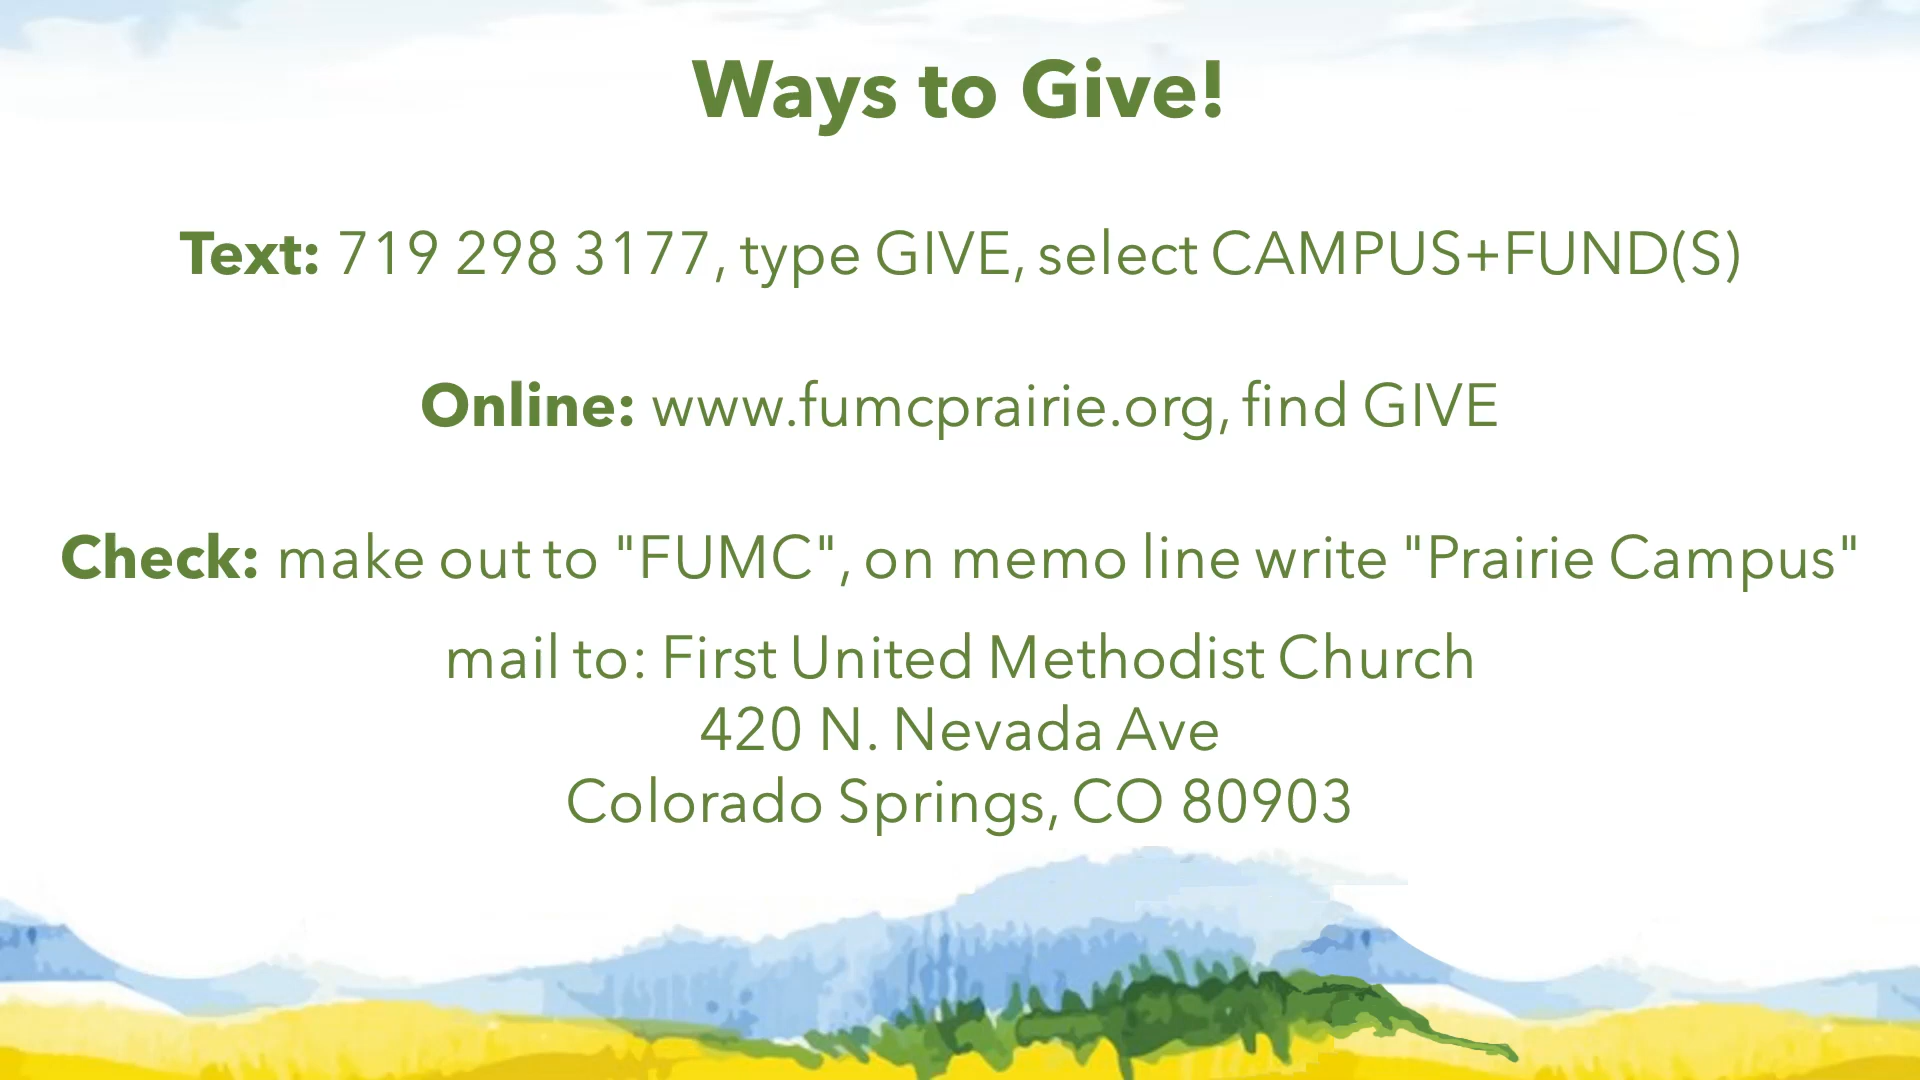 Ways to Give!
Text: 719 298 3177, type GIVE, select CAMPUS+FUND(S)
Online: www.fumcprairie.org, find GIVE
Check: make out to "FUMC", on memo line write "Prairie Campus"
mail to: First United Methodist Church
420 N. Nevada Ave
Colorado Springs, CO 80903